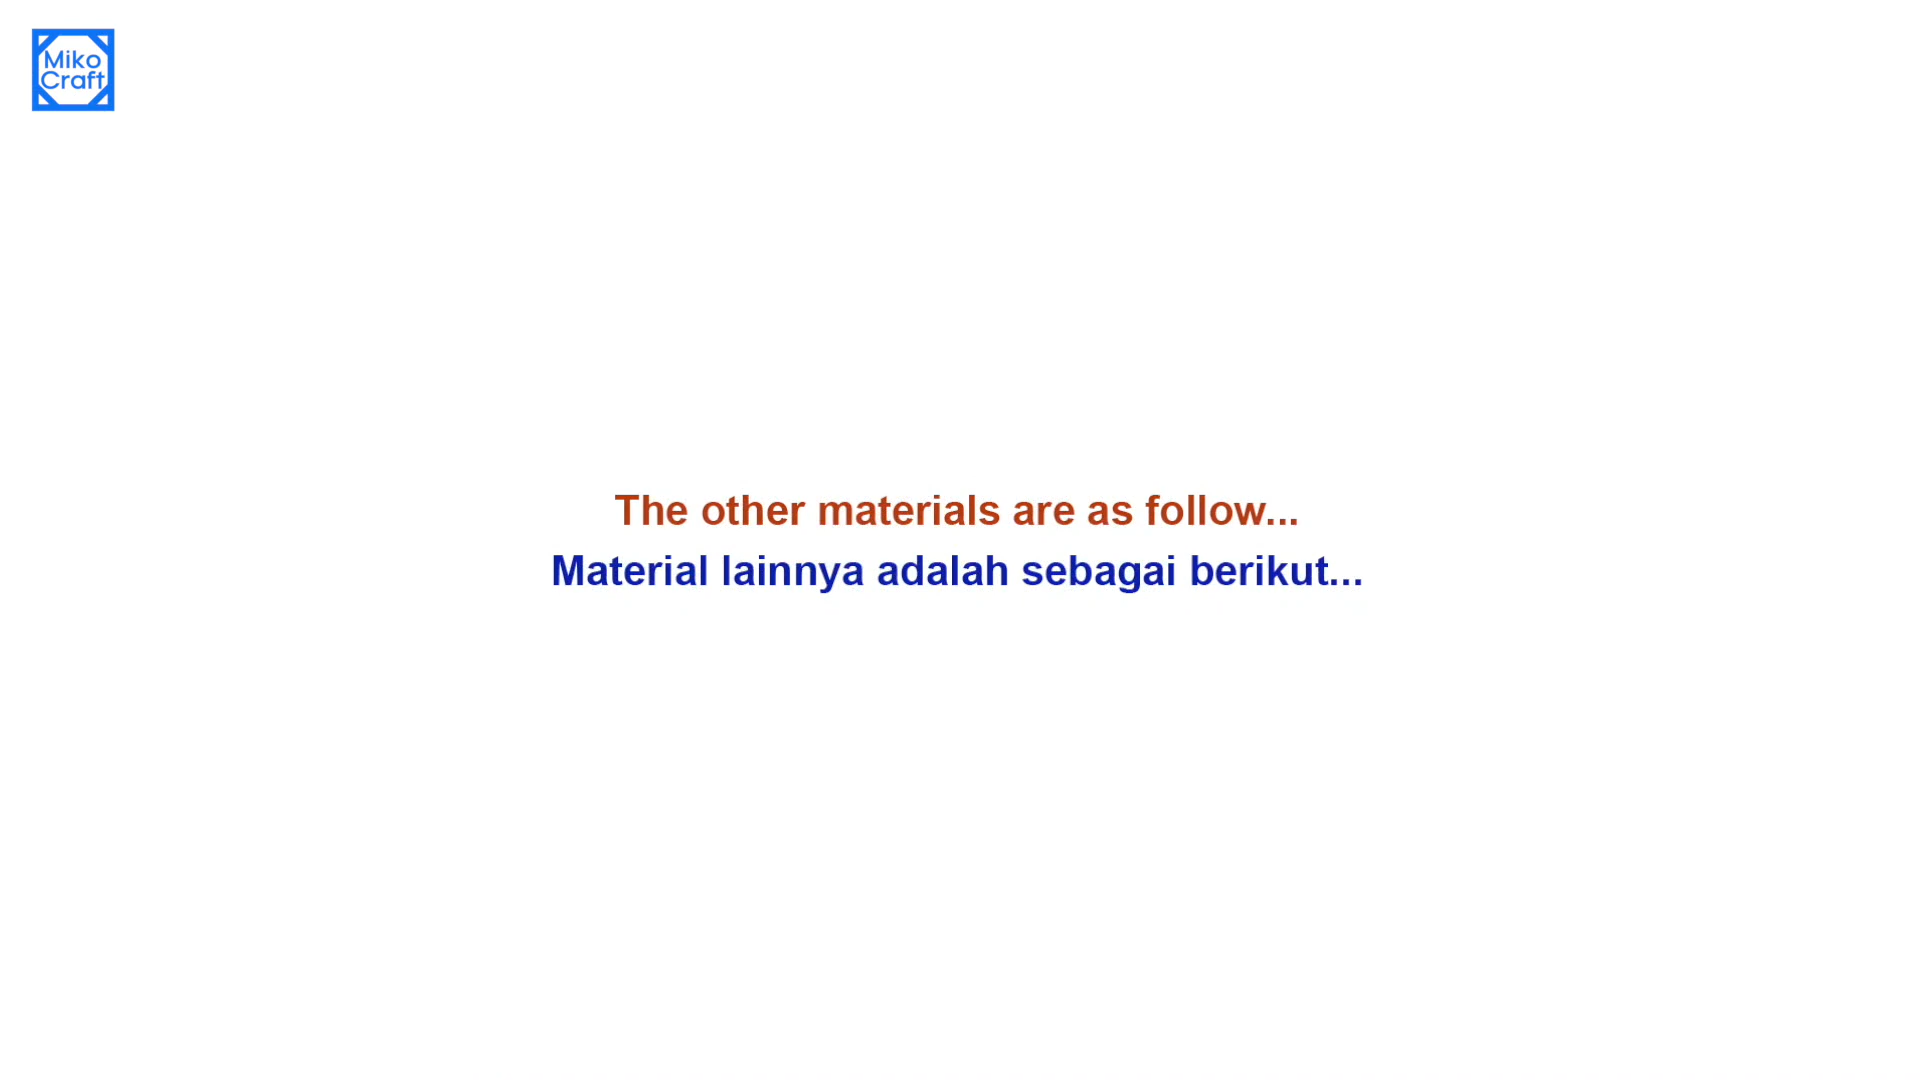 Miko
Craft
The other materials are as follow...
Material lainnya adalah sebagai berikut...